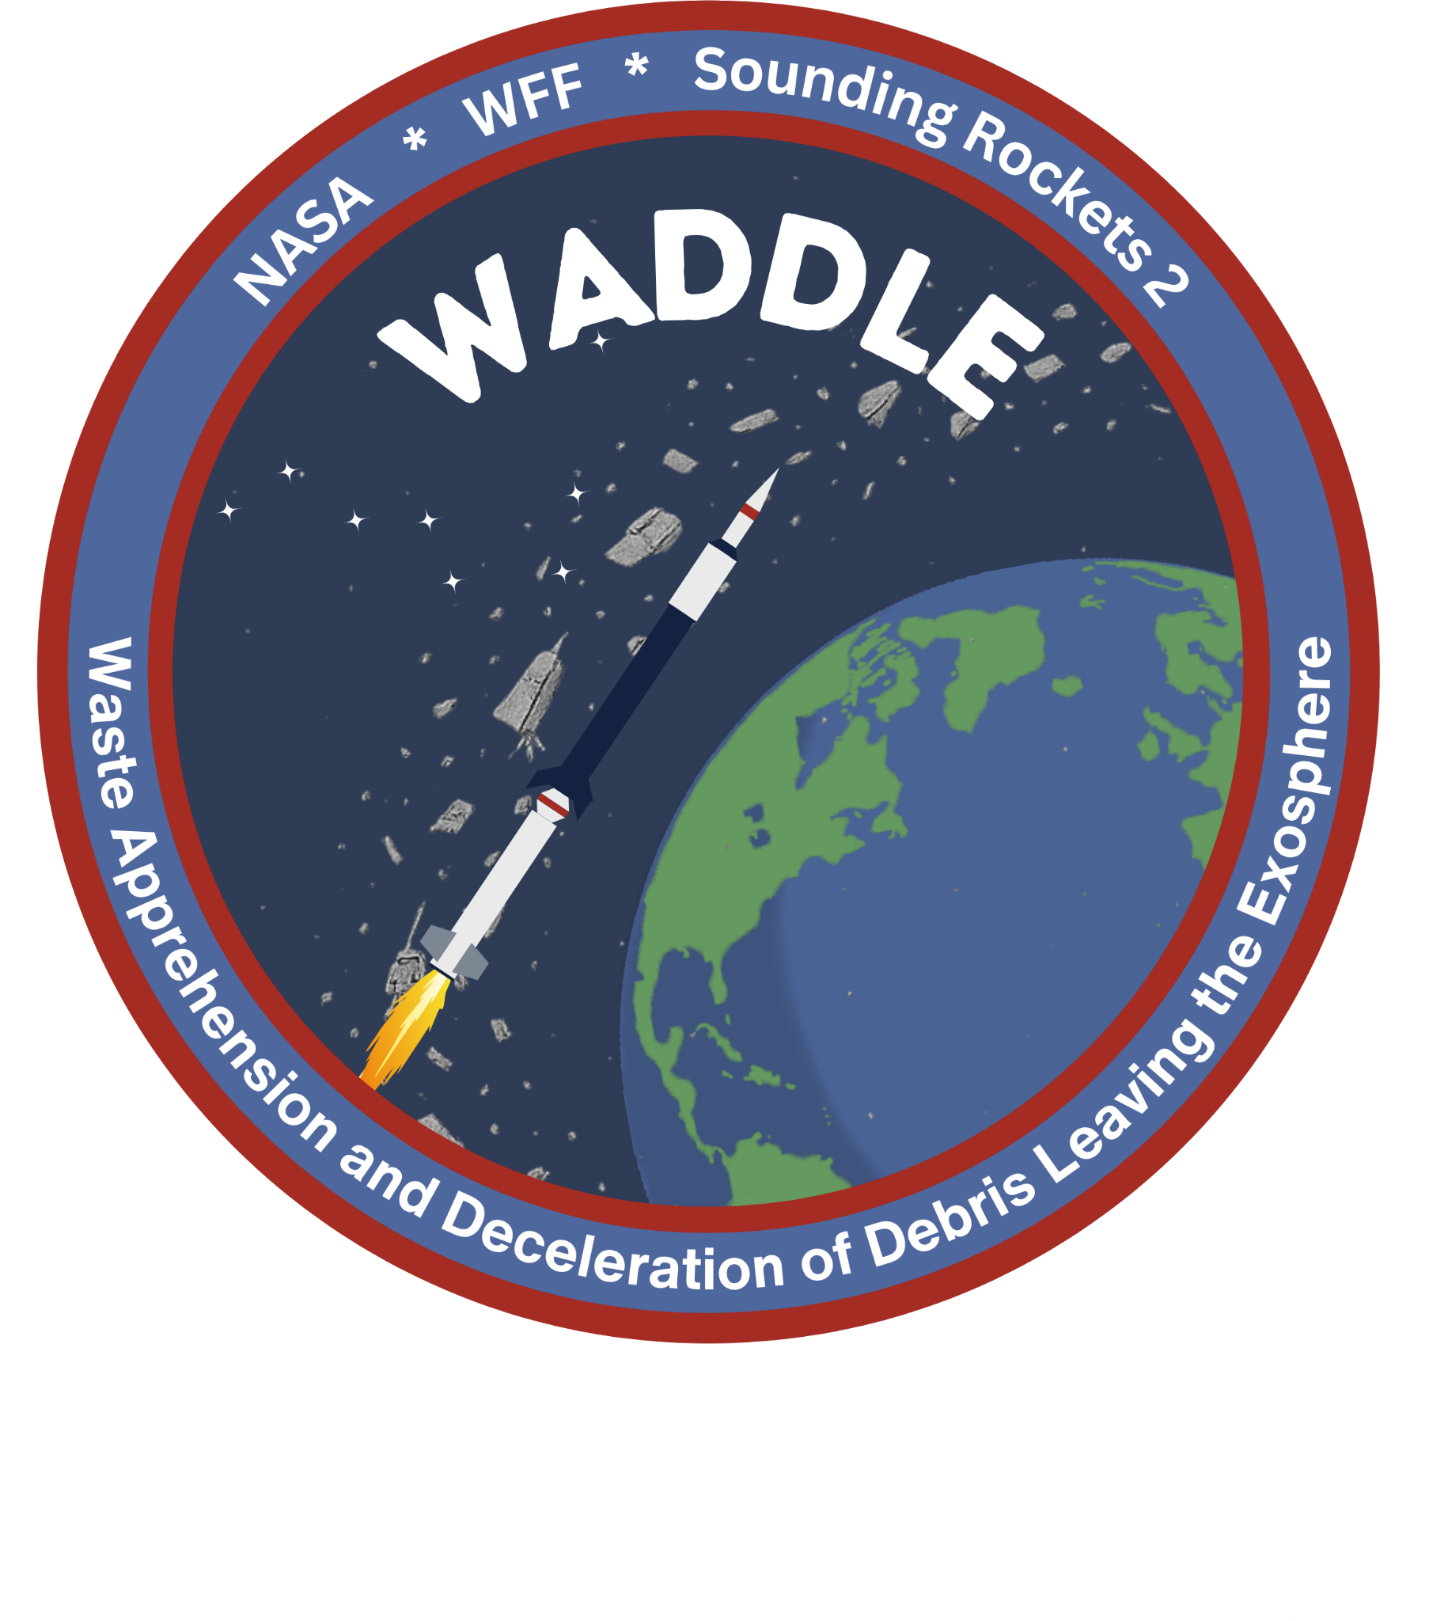 NASA * WFF * Sounding Rockets 2
WADDLE
Waste Apprehension and Deceleration of Debris Leaving the Exosphere